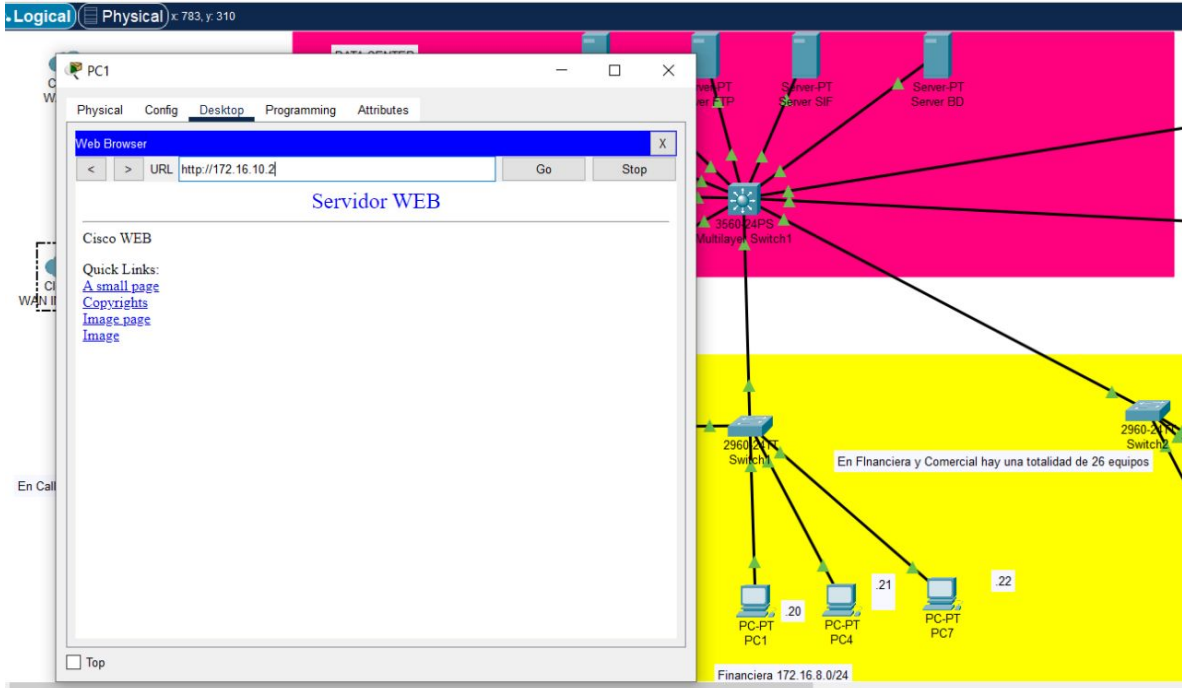 Logical
Physical
x: 783, y: 310
PC1
Physical
Config
Desktop
Programming
Attributes
Web Browser
X
<
>
URL
http://172.16.10.2
Go
Stop
Servidor WEB
Cisco WEB
Quick Links:
A small page
Copyrights
Image page
Image
Top
Server-PT
Server SIF
Server-PT
Server BD
3560-24PS
Multilayer Switch1
2960-24TT
Switch1
Switch2
En FInanciera y Comercial hay una totalidad de 26 equipos
En Call
.20
.21
.22
PC-PT
PC1
PC-PT
PC4
PC-PT
PC7
Financiera 172.16.8.0/24